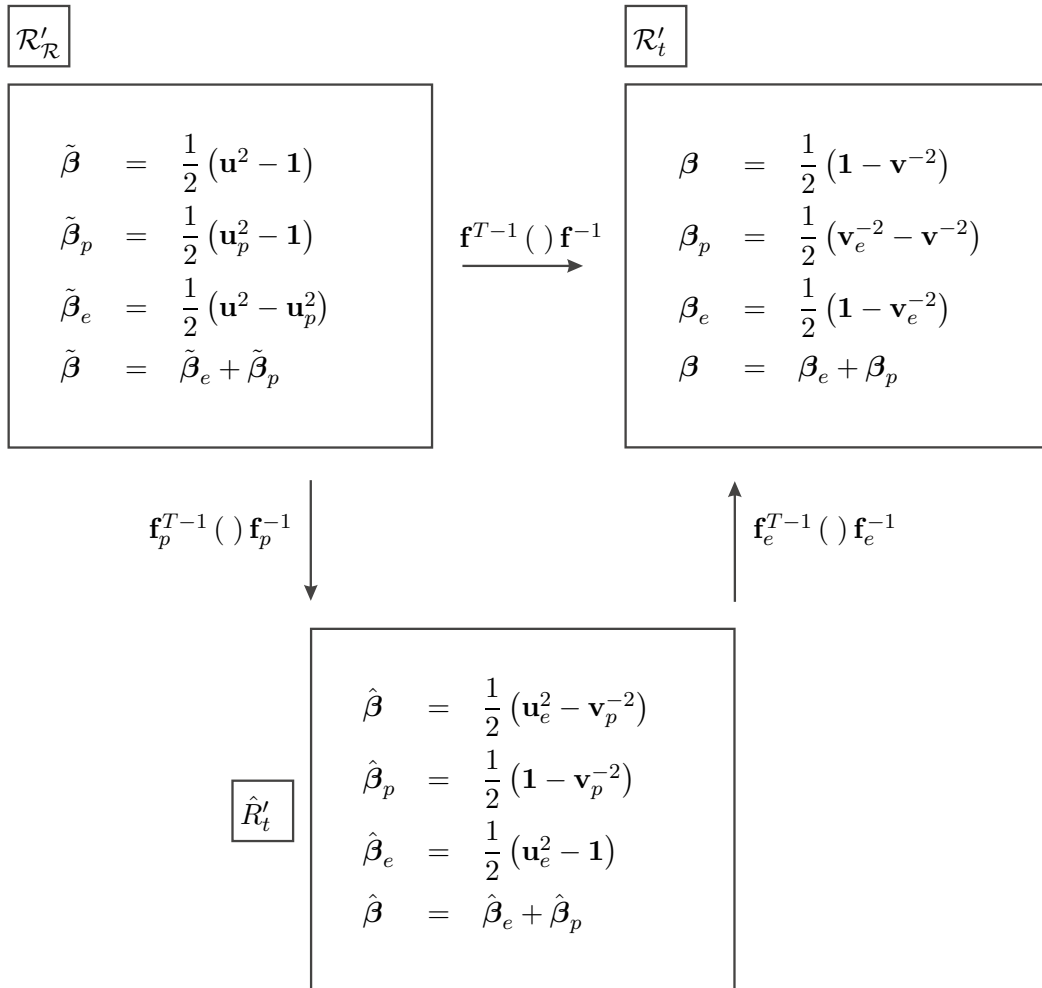 𝓡′_𝓡
𝜷̃ = 1/2 (𝐮² − 𝟏)
𝜷̃_p = 1/2 (𝐮_p² − 𝟏)
𝜷̃_e = 1/2 (𝐮² − 𝐮_p²)
𝜷̃ = 𝜷̃_e + 𝜷̃_p
𝐟^{T−1} ( ) 𝐟^{−1}
𝓡′_t
𝜷 = 1/2 (𝟏 − 𝐯^{−2})
𝜷_p = 1/2 (𝐯_e^{−2} − 𝐯^{−2})
𝜷_e = 1/2 (𝟏 − 𝐯_e^{−2})
𝜷 = 𝜷_e + 𝜷_p
𝐟_p^{T−1} ( ) 𝐟_p^{−1}
𝐟_e^{T−1} ( ) 𝐟_e^{−1}
R̂′_t
𝜷̂ = 1/2 (𝐮_e² − 𝐯_p^{−2})
𝜷̂_p = 1/2 (𝟏 − 𝐯_p^{−2})
𝜷̂_e = 1/2 (𝐮_e² − 𝟏)
𝜷̂ = 𝜷̂_e + 𝜷̂_p